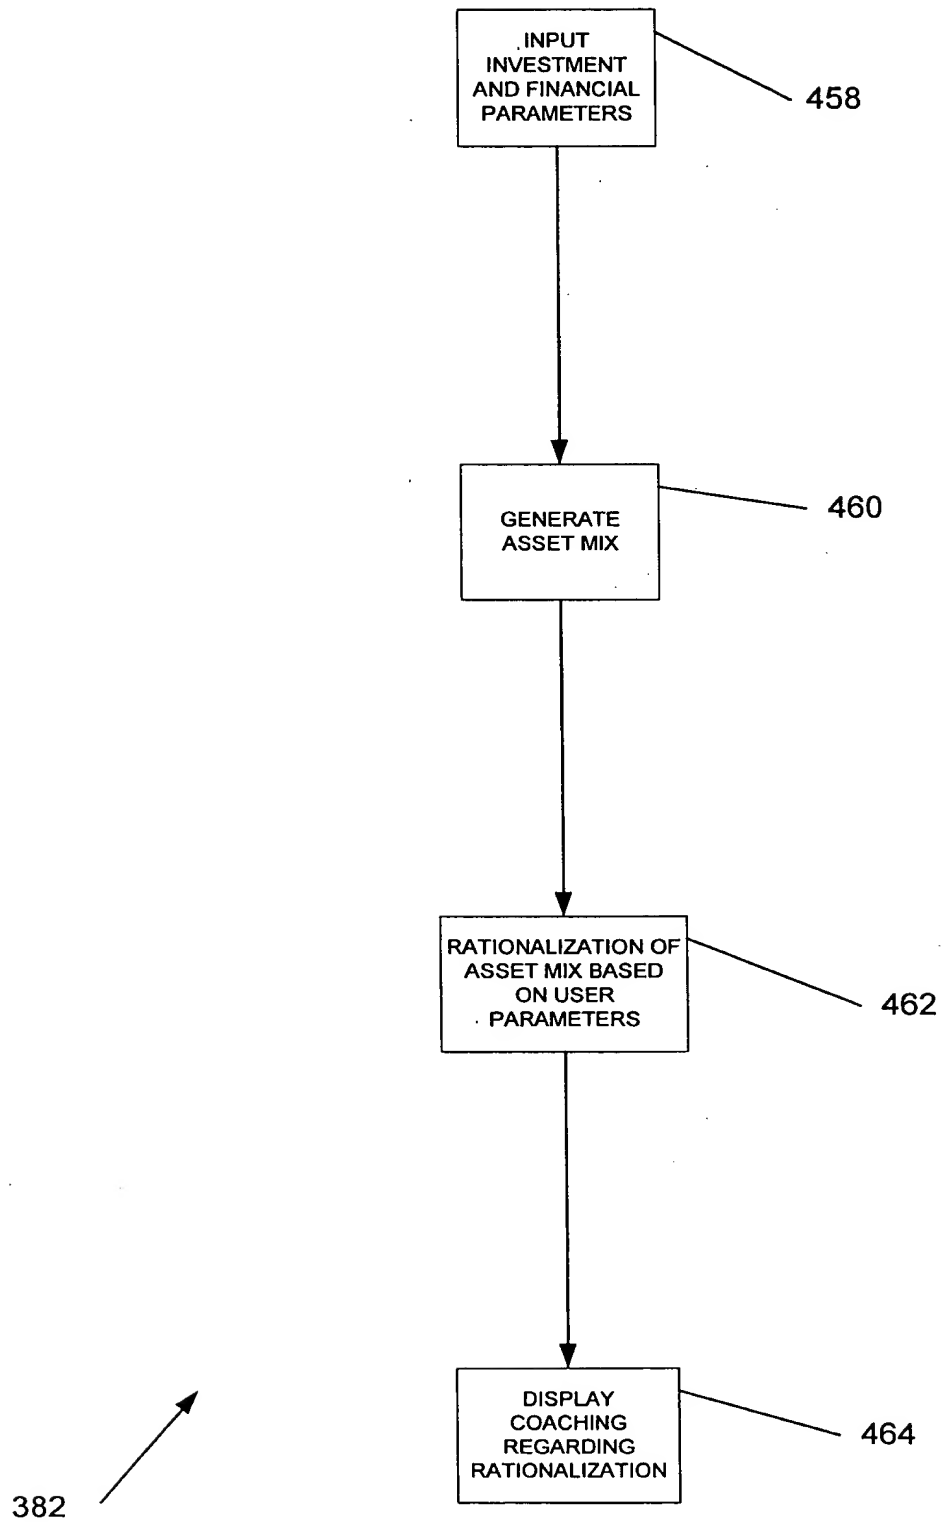 INPUT
INVESTMENT
AND FINANCIAL
PARAMETERS
458
GENERATE
ASSET MIX
460
RATIONALIZATION OF
ASSET MIX BASED
ON USER
PARAMETERS
462
DISPLAY
COACHING
REGARDING
RATIONALIZATION
464
382